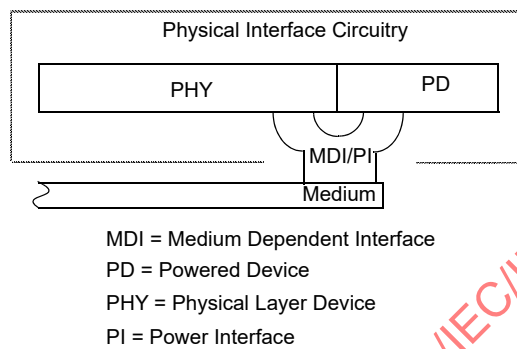 Physical Interface Circuitry
PHY PD
MDI/PI
Medium
MDI = Medium Dependent Interface
PD = Powered Device
PHY = Physical Layer Device
PI = Power Interface
/IEC/